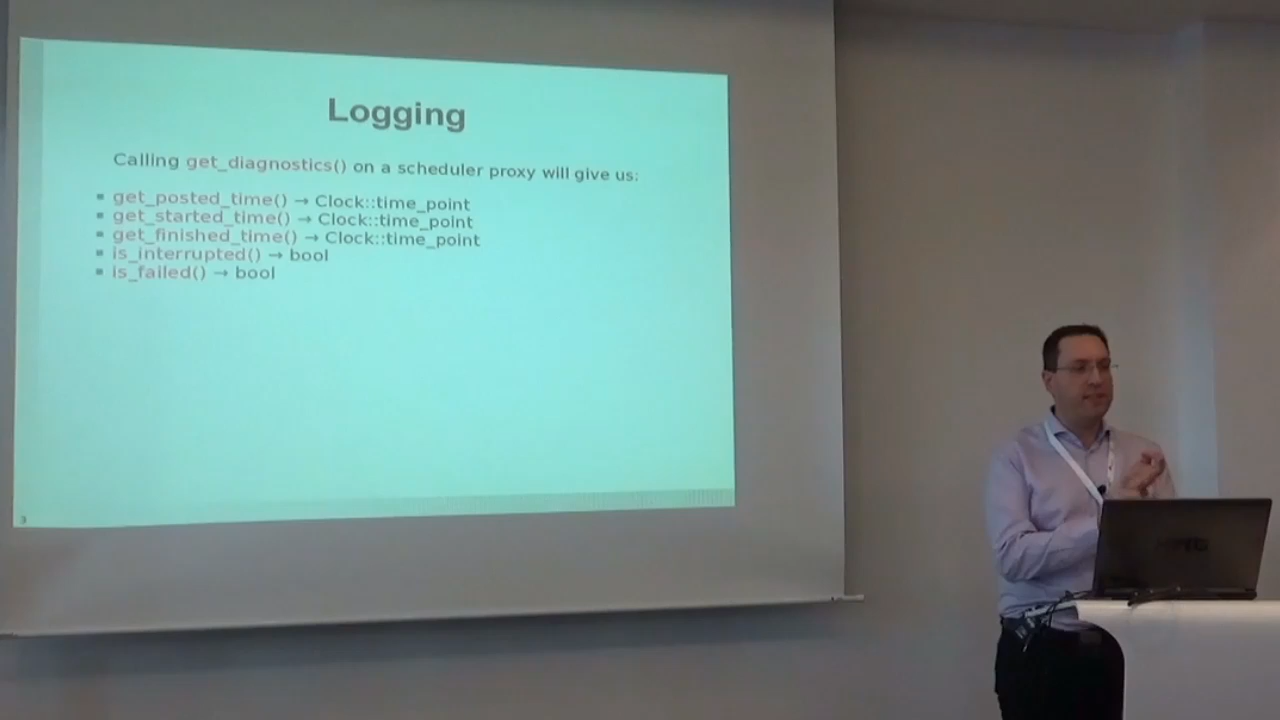 Logging
Calling get_diagnostics() on a scheduler proxy will give us:
get_posted_time() → Clock::time_point
get_started_time() → Clock::time_point
get_finished_time() → Clock::time_point
is_interrupted() → bool
is_failed() → bool